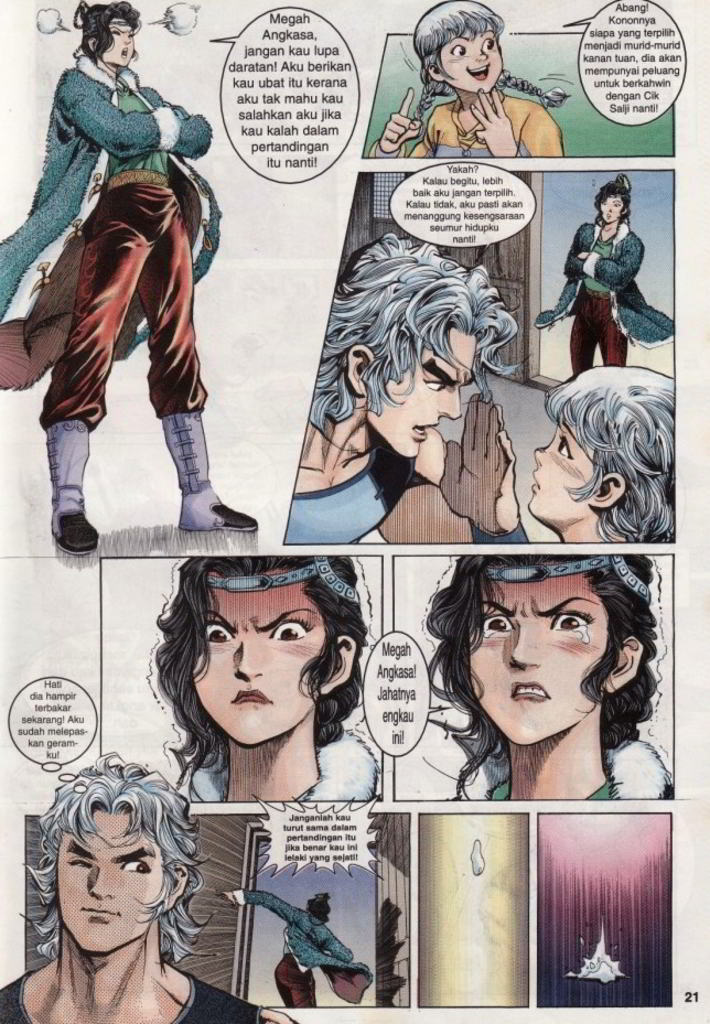 Megah
Angkasa,
jangan kau lupa
daratan! Aku berikan
kau ubat itu kerana
aku tak mahu kau
salahkan aku jika
kau kalah dalam
pertandingan
itu nanti!
Abang!
Kononnya
siapa yang terpilih
menjadi murid-murid
kanan tuan, dia akan
mempunyai peluang
untuk berkahwin
dengan Cik
Salji nanti!
Yakah?
Kalau begitu, lebih
baik aku jangan terpilih.
Kalau tidak, aku pasti akan
menanggung kesengsaraan
seumur hidupku
nanti!
Megah
Angkasa!
Jahatnya
engkau
ini!
Hati
dia hampir
terbakar
sekarang! Aku
sudah melepas-
kan geram-
ku!
Janganlah kau
turut sama dalam
pertandingan itu
jika benar kau ini
lelaki yang sejati!
21